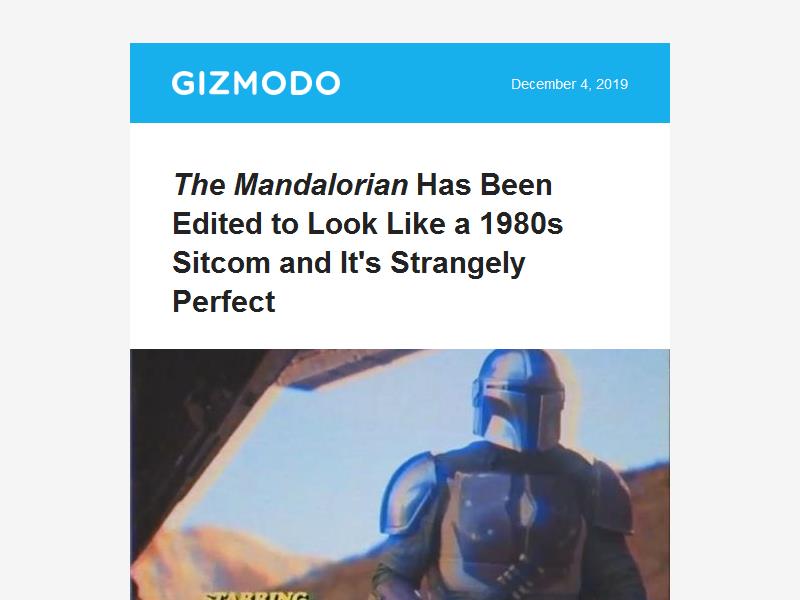 GIZMODO
December 4, 2019
The Mandalorian Has Been
Edited to Look Like a 1980s
Sitcom and It's Strangely
Perfect
STARRING